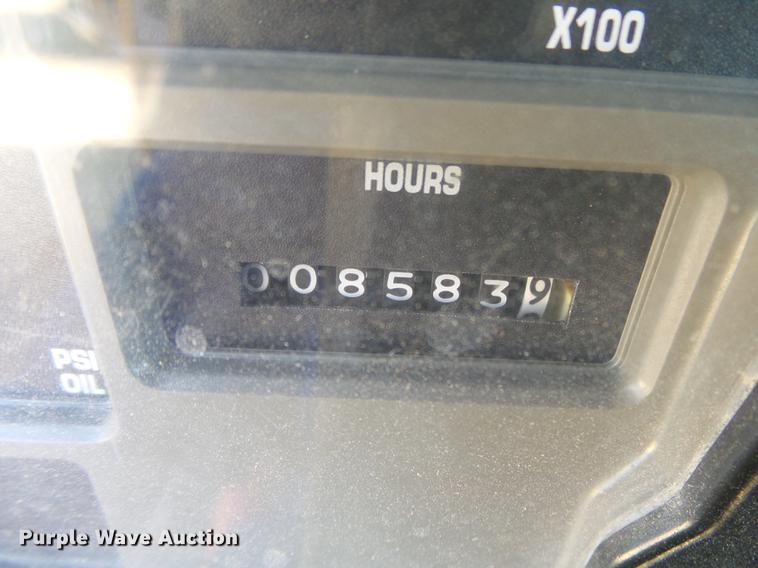 X100
HOURS
0085839
PSI
OIL
Purple Wave Auction